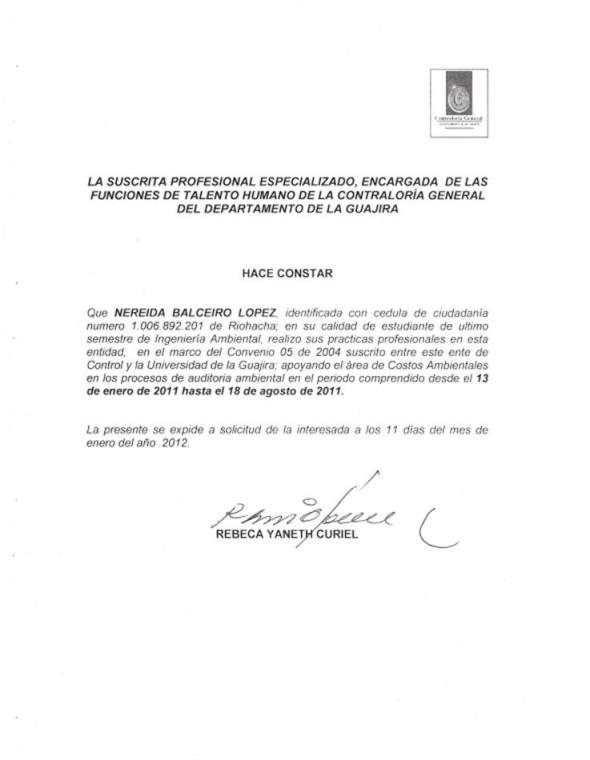 Contraloría General
LA SUSCRITA PROFESIONAL ESPECIALIZADO, ENCARGADA DE LAS
FUNCIONES DE TALENTO HUMANO DE LA CONTRALORÍA GENERAL
DEL DEPARTAMENTO DE LA GUAJIRA
HACE CONSTAR
Que NEREIDA BALCEIRO LOPEZ, identificada con cedula de ciudadanía
numero 1.006.892.201 de Riohacha; en su calidad de estudiante de ultimo
semestre de Ingeniería Ambiental, realizo sus practicas profesionales en esta
entidad, en el marco del Convenio 05 de 2004 suscrito entre este ente de
Control y la Universidad de la Guajira; apoyando el área de Costos Ambientales
en los procesos de auditoria ambiental en el periodo comprendido desde el 13
de enero de 2011 hasta el 18 de agosto de 2011.
La presente se expide a solicitud de la interesada a los 11 días del mes de
enero del año 2012.
REBECA YANETH CURIEL